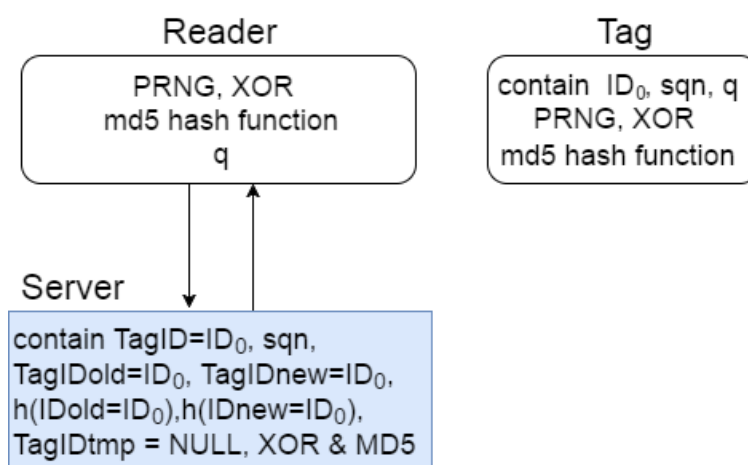 Reader
PRNG, XOR
md5 hash function
q
Tag
contain ID₀, sqn, q
PRNG, XOR
md5 hash function
Server
contain TagID=ID₀, sqn,
TagIDold=ID₀, TagIDnew=ID₀,
h(IDold=ID₀),h(IDnew=ID₀),
TagIDtmp = NULL, XOR & MD5